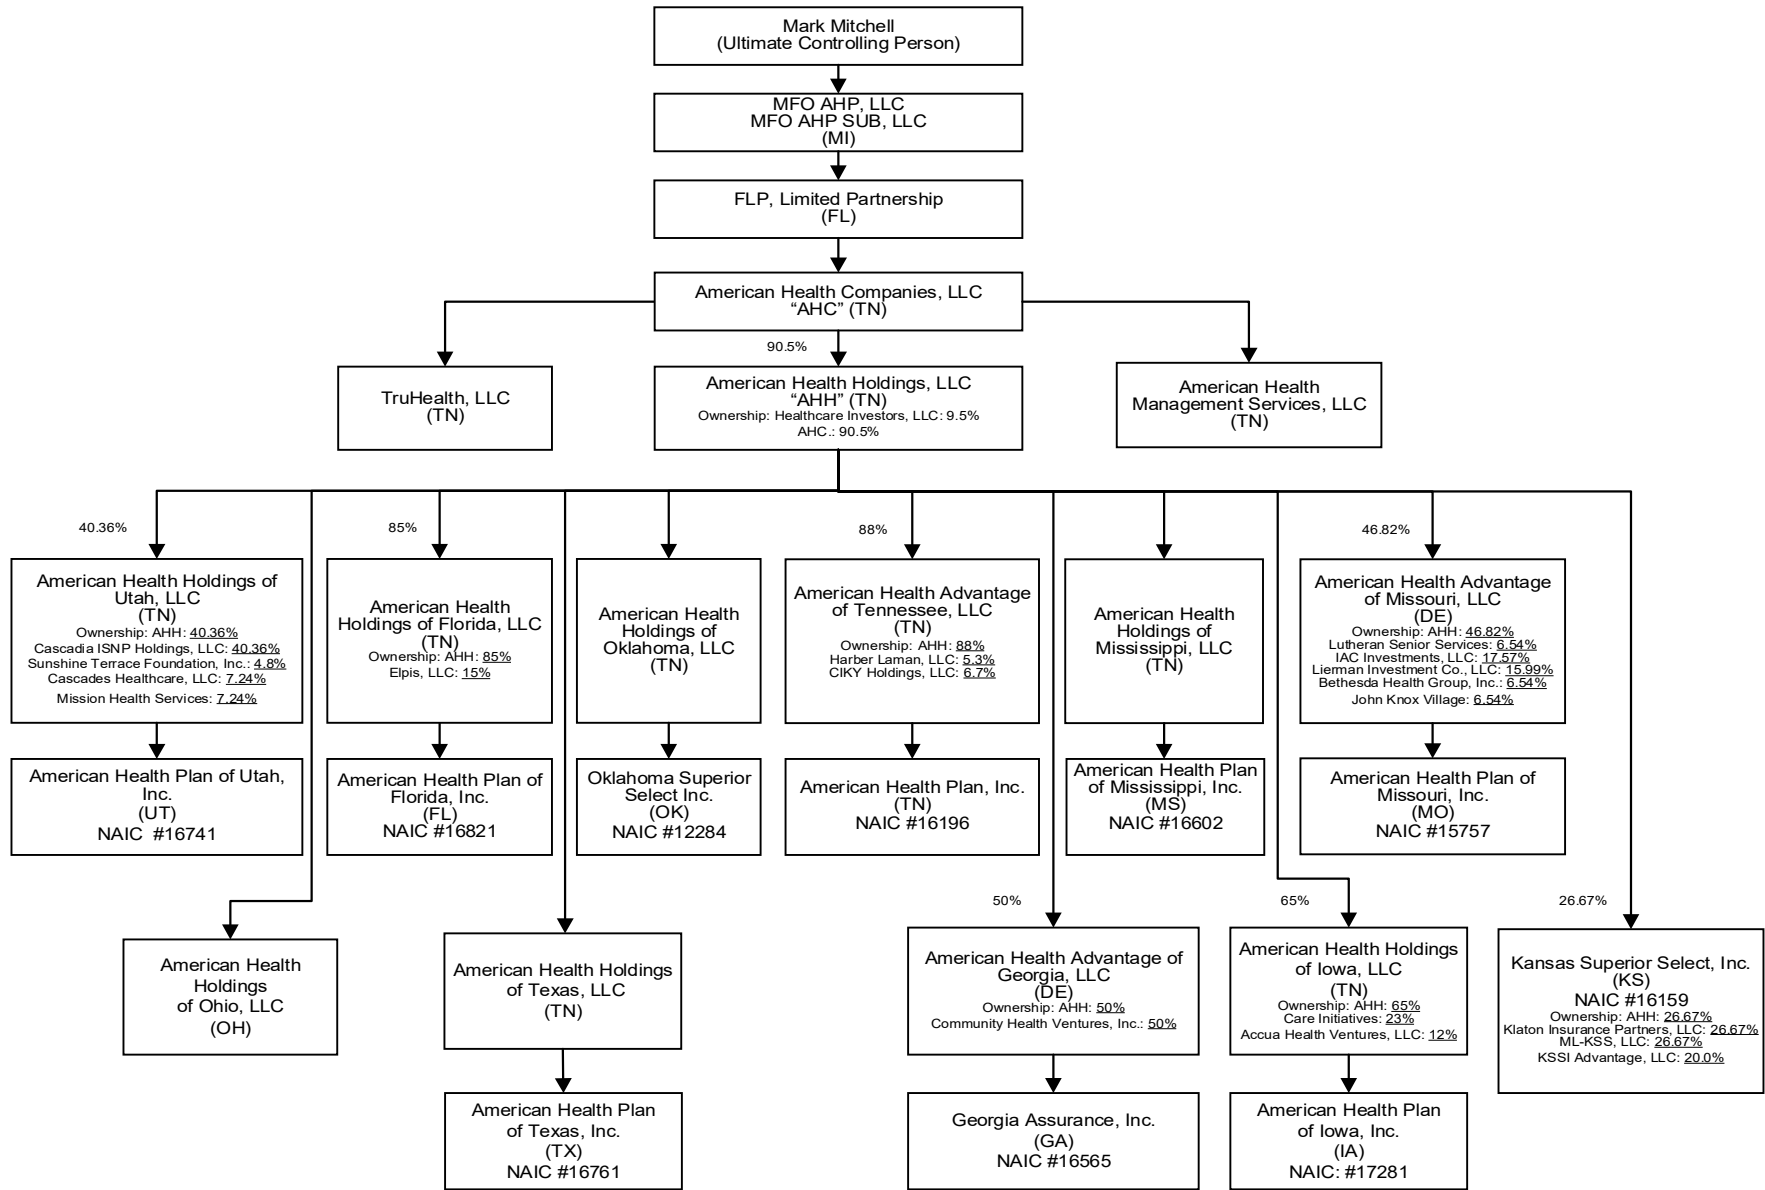 Mark Mitchell
(Ultimate Controlling Person)
MFO AHP, LLC
MFO AHP SUB, LLC
(MI)
FLP, Limited Partnership
(FL)
American Health Companies, LLC
“AHC” (TN)
90.5%
TruHealth, LLC
(TN)
American Health Holdings, LLC
“AHH” (TN)
Ownership: Healthcare Investors, LLC: 9.5%
AHC.: 90.5%
American Health
Management Services, LLC
(TN)
40.36%
85%
88%
46.82%
American Health Holdings of
Utah, LLC
(TN)
Ownership: AHH: 40.36%
Cascadia ISNP Holdings, LLC: 40.36%
Sunshine Terrace Foundation, Inc.: 4.8%
Cascades Healthcare, LLC: 7.24%
Mission Health Services: 7.24%
American Health
Holdings of Florida, LLC
(TN)
Ownership: AHH: 85%
Elpis, LLC: 15%
American Health
Holdings of
Oklahoma, LLC
(TN)
American Health Advantage
of Tennessee, LLC
(TN)
Ownership: AHH: 88%
Harber Laman, LLC: 5.3%
CIKY Holdings, LLC: 6.7%
American Health
Holdings of
Mississippi, LLC
(TN)
American Health Advantage
of Missouri, LLC
(DE)
Ownership: AHH: 46.82%
Lutheran Senior Services: 6.54%
IAC Investments, LLC: 17.57%
Lierman Investment Co., LLC: 15.99%
Bethesda Health Group, Inc.: 6.54%
John Knox Village: 6.54%
American Health Plan of Utah,
Inc.
(UT)
NAIC #16741
American Health Plan of
Florida, Inc.
(FL)
NAIC #16821
Oklahoma Superior
Select Inc.
(OK)
NAIC #12284
American Health Plan, Inc.
(TN)
NAIC #16196
American Health Plan
of Mississippi, Inc.
(MS)
NAIC #16602
American Health Plan of
Missouri, Inc.
(MO)
NAIC #15757
50%
65%
26.67%
American Health
Holdings
of Ohio, LLC
(OH)
American Health Holdings
of Texas, LLC
(TN)
American Health Advantage of
Georgia, LLC
(DE)
Ownership: AHH: 50%
Community Health Ventures, Inc.: 50%
American Health Holdings
of Iowa, LLC
(TN)
Ownership: AHH: 65%
Care Initiatives: 23%
Accua Health Ventures, LLC: 12%
Kansas Superior Select, Inc.
(KS)
NAIC #16159
Ownership: AHH: 26.67%
Klaton Insurance Partners, LLC: 26.67%
ML-KSS, LLC: 26.67%
KSSI Advantage, LLC: 20.0%
American Health Plan
of Texas, Inc.
(TX)
NAIC #16761
Georgia Assurance, Inc.
(GA)
NAIC #16565
American Health Plan
of Iowa, Inc.
(IA)
NAIC: #17281